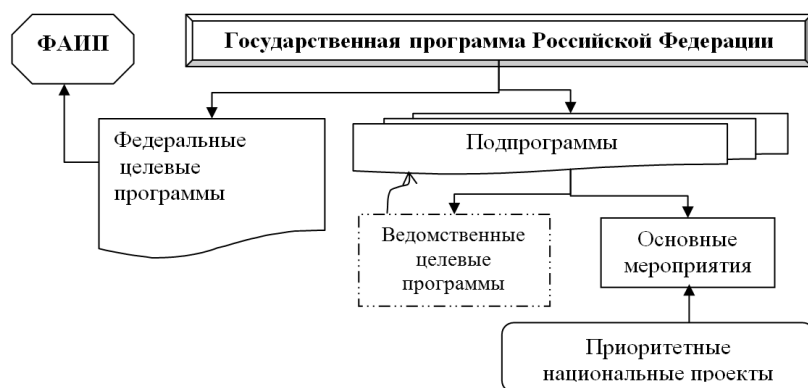 ФАИП
Государственная программа Российской Федерации
Федеральные
целевые
программы
Подпрограммы
Ведомственные
целевые
программы
Основные
мероприятия
Приоритетные
национальные проекты